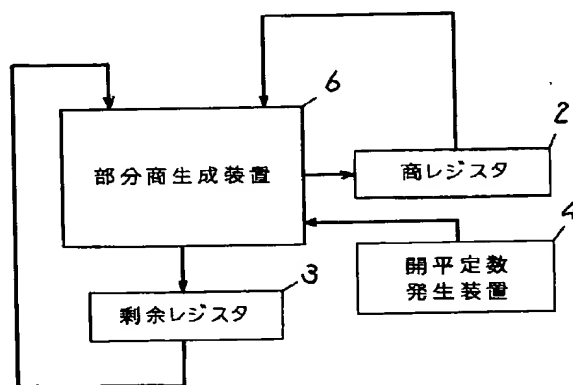 6
部分商生成装置
2
商レジスタ
4
開平定数
発生装置
3
剰余レジスタ